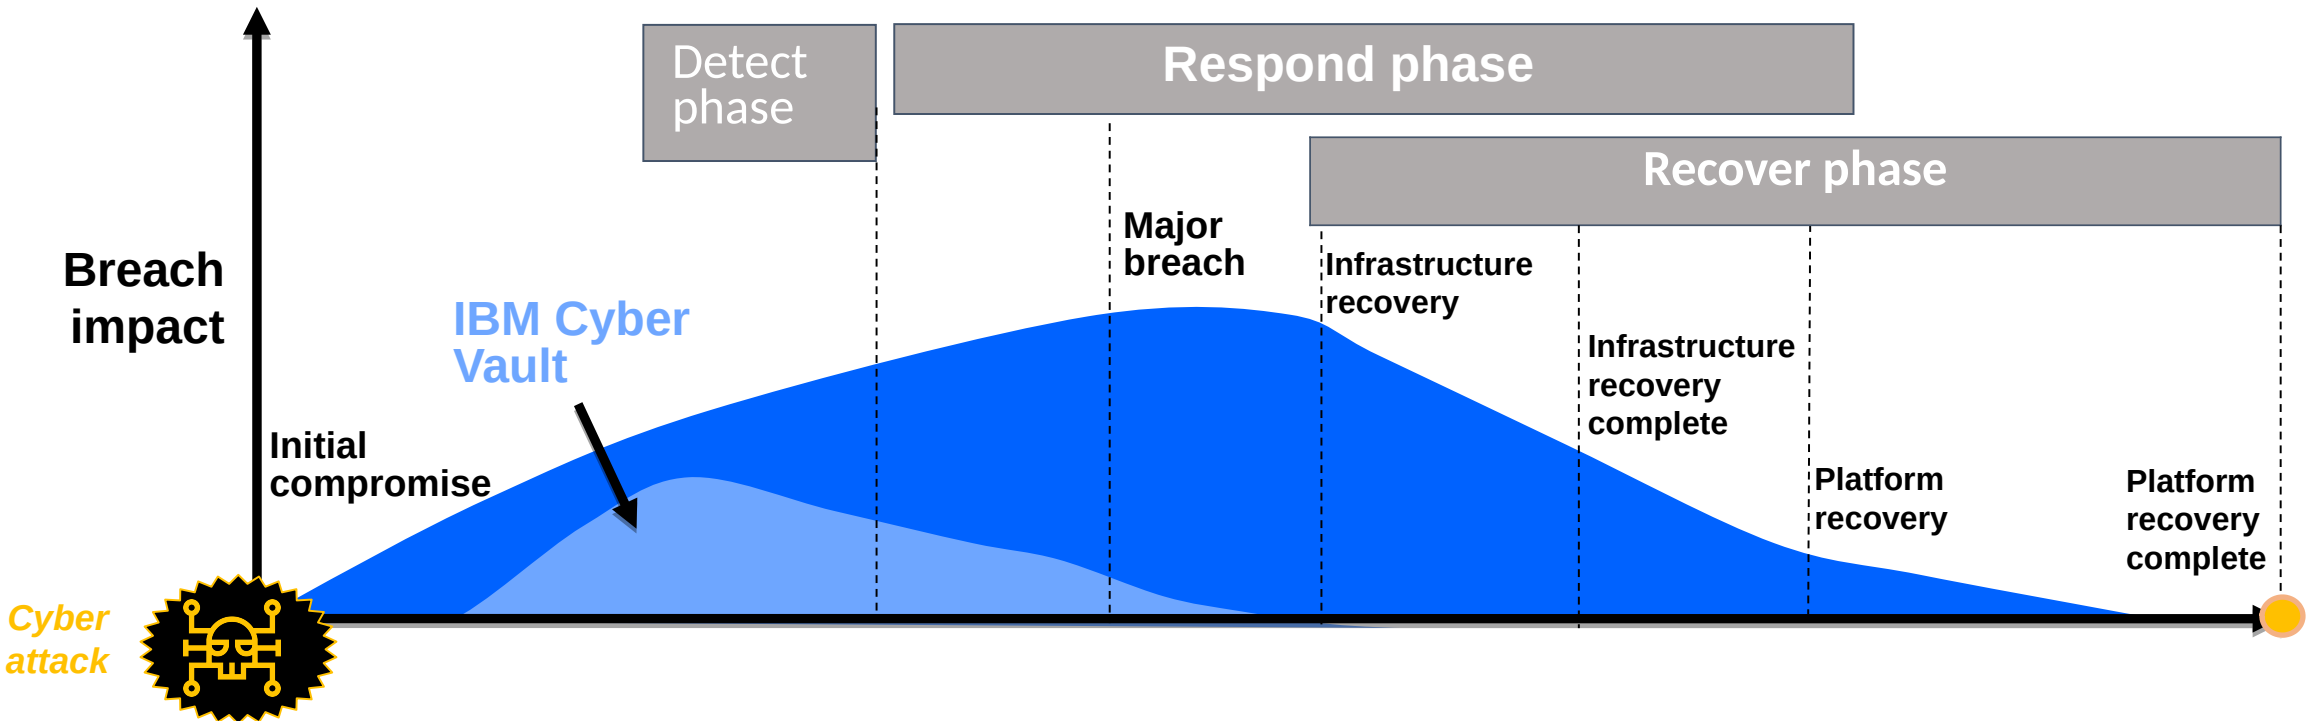 Detect
phase
Respond phase
Recover phase
Major
breach
Infrastructure
recovery
Breach
impact
IBM Cyber
Vault
Infrastructure
recovery
complete
Initial
compromise
Platform
recovery
Platform
recovery
complete
Cyber
attack